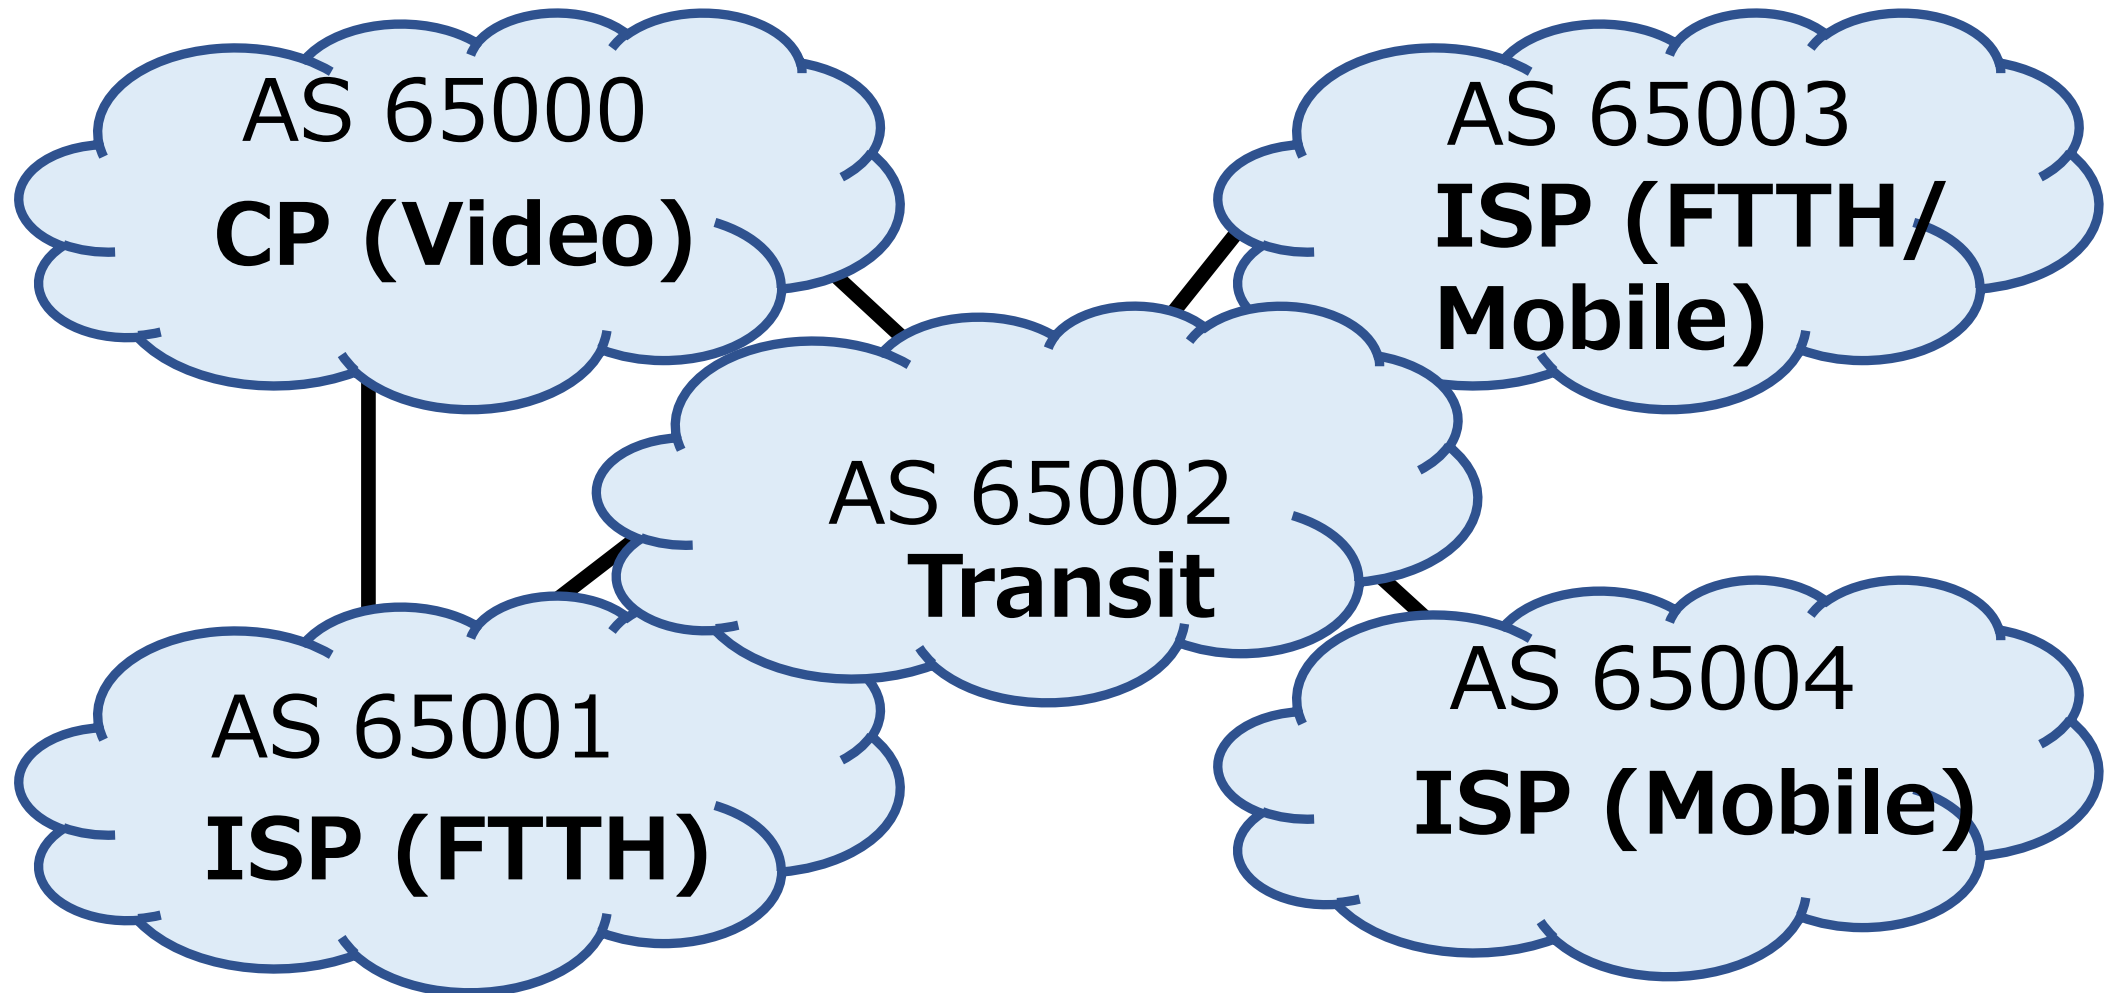 AS 65000
CP (Video)
AS 65003
ISP (FTTH/
Mobile)
AS 65002
Transit
AS 65001
ISP (FTTH)
AS 65004
ISP (Mobile)